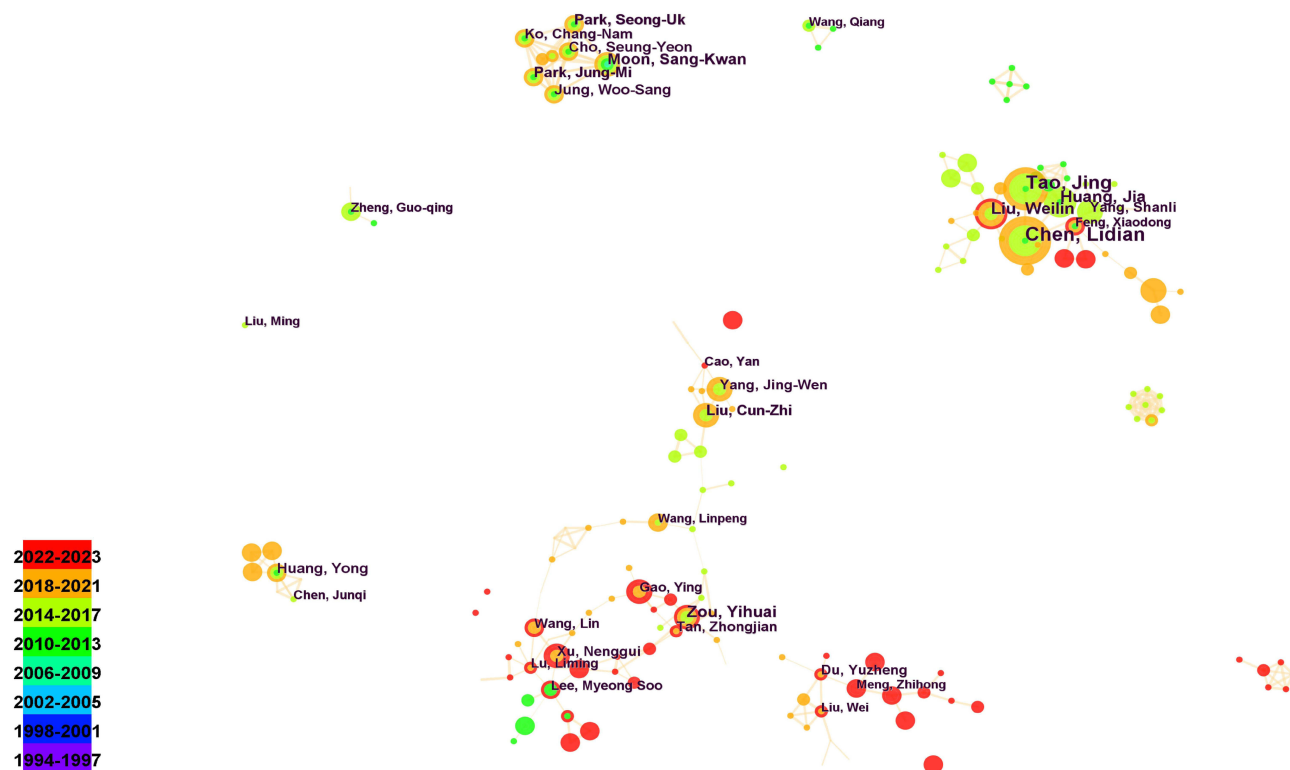 Park, Seong-Uk
Wang, Qiang
Ko, Chang-Nam
Cho, Seung-Yeon
Moon, Sang-Kwan
Park, Jung-Mi
Jung, Woo-Sang
Tao, Jing
Huang, Jia
Zheng, Guo-qing
Liu, Weilin
Yang, Shanli
Feng, Xiaodong
Chen, Lidian
Liu, Ming
Cao, Yan
Yang, Jing-Wen
Liu, Cun-Zhi
Wang, Linpeng
Huang, Yong
Chen, Junqi
Gao, Ying
Zou, Yihuai
Wang, Lin
Tan, Zhongjian
Xu, Nenggui
Lu, Liming
Lee, Myeong Soo
Du, Yuzheng
Meng, Zhihong
Liu, Wei
2022-2023
2018-2021
2014-2017
2010-2013
2006-2009
2002-2005
1998-2001
1994-1997